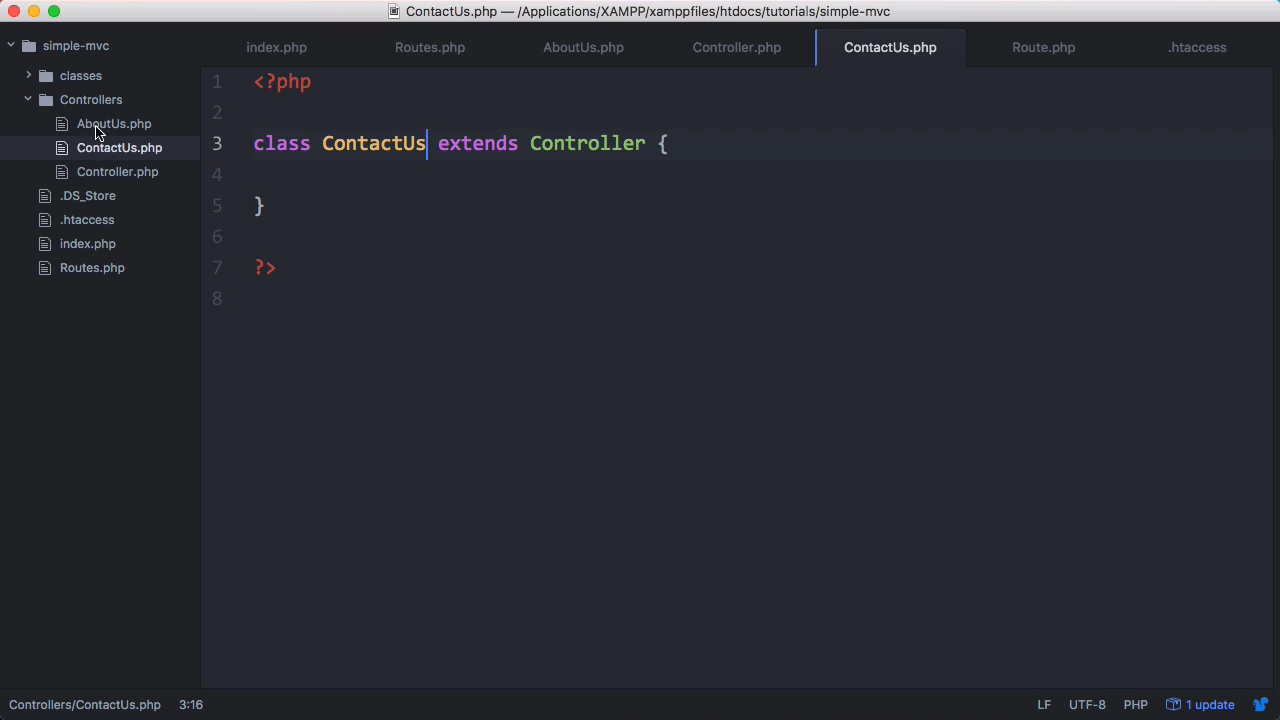 ContactUs.php — /Applications/XAMPP/xamppfiles/htdocs/tutorials/simple-mvc
simple-mvc
classes
Controllers
AboutUs.php
ContactUs.php
Controller.php
.DS_Store
.htaccess
index.php
Routes.php
index.php Routes.php AboutUs.php Controller.php ContactUs.php Route.php .htaccess
1 <?php
2
3 class ContactUs extends Controller {
4
5 }
6
7 ?>
8
Controllers/ContactUs.php 3:16 LF UTF-8 PHP 1 update